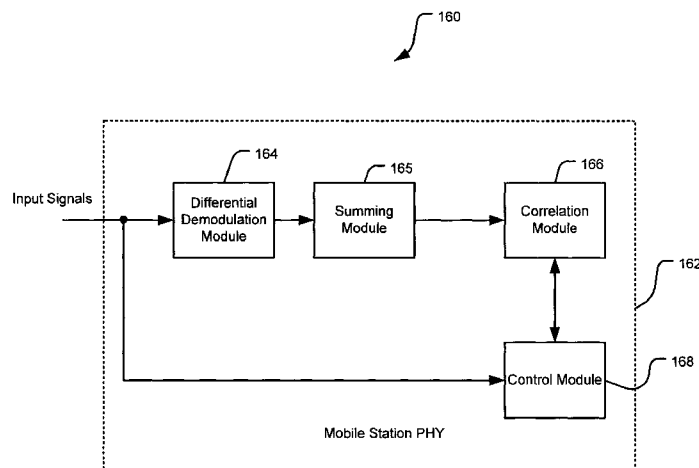 160
164
165
166
Input Signals
Differential
Demodulation
Module
Summing
Module
Correlation
Module
162
Control Module
168
Mobile Station PHY